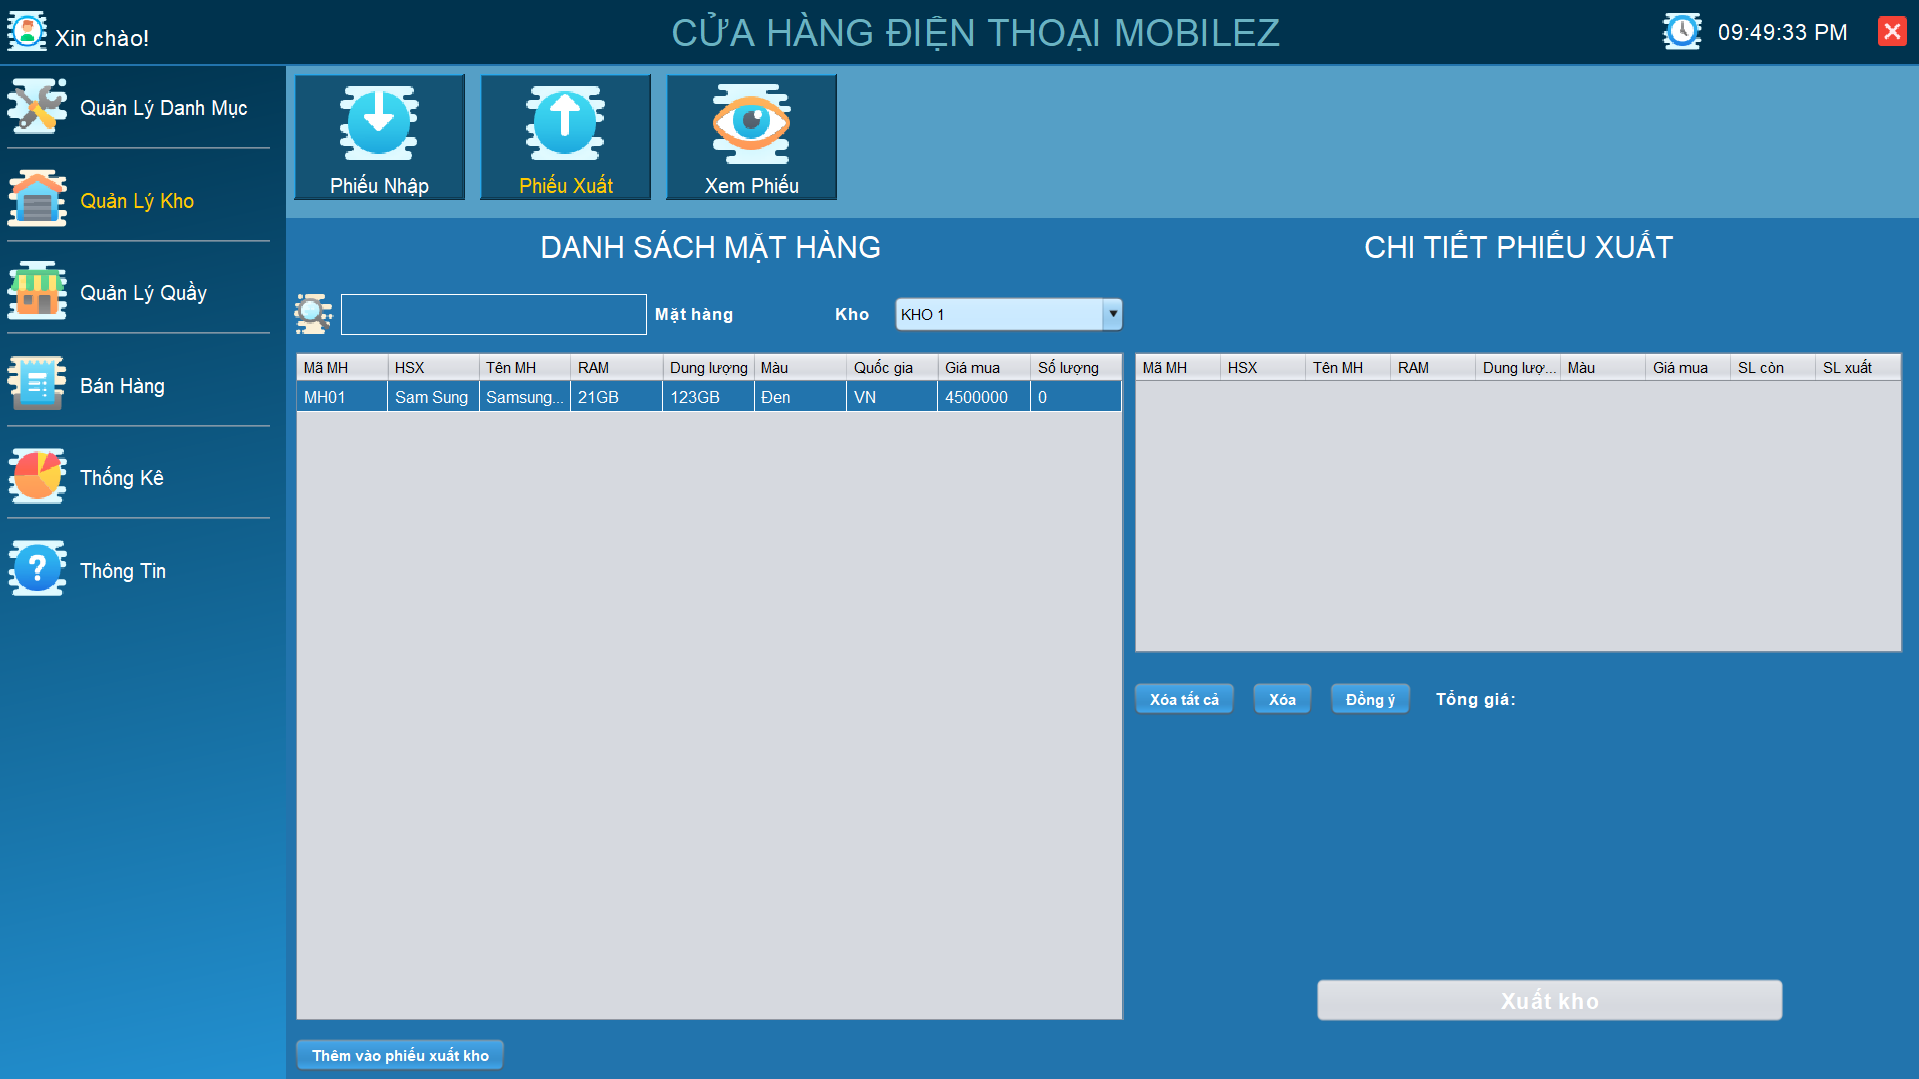 Xin chào!
CỬA HÀNG ĐIỆN THOẠI MOBILEZ
09:49:33 PM
Quản Lý Danh Mục
Quản Lý Kho
Quản Lý Quầy
Bán Hàng
Thống Kê
Thông Tin
Phiếu Nhập
Phiếu Xuất
Xem Phiếu
DANH SÁCH MẶT HÀNG
Mặt hàng
Kho
KHO 1
Mã MH HSX Tên MH RAM Dung lượng Màu Quốc gia Giá mua Số lượng
MH01 Sam Sung Samsung... 21GB 123GB Đen VN 4500000 0
Thêm vào phiếu xuất kho
CHI TIẾT PHIẾU XUẤT
Mã MH HSX Tên MH RAM Dung lượ... Màu Giá mua SL còn SL xuất
Xóa tất cả
Xóa
Đồng ý
Tổng giá:
Xuất kho